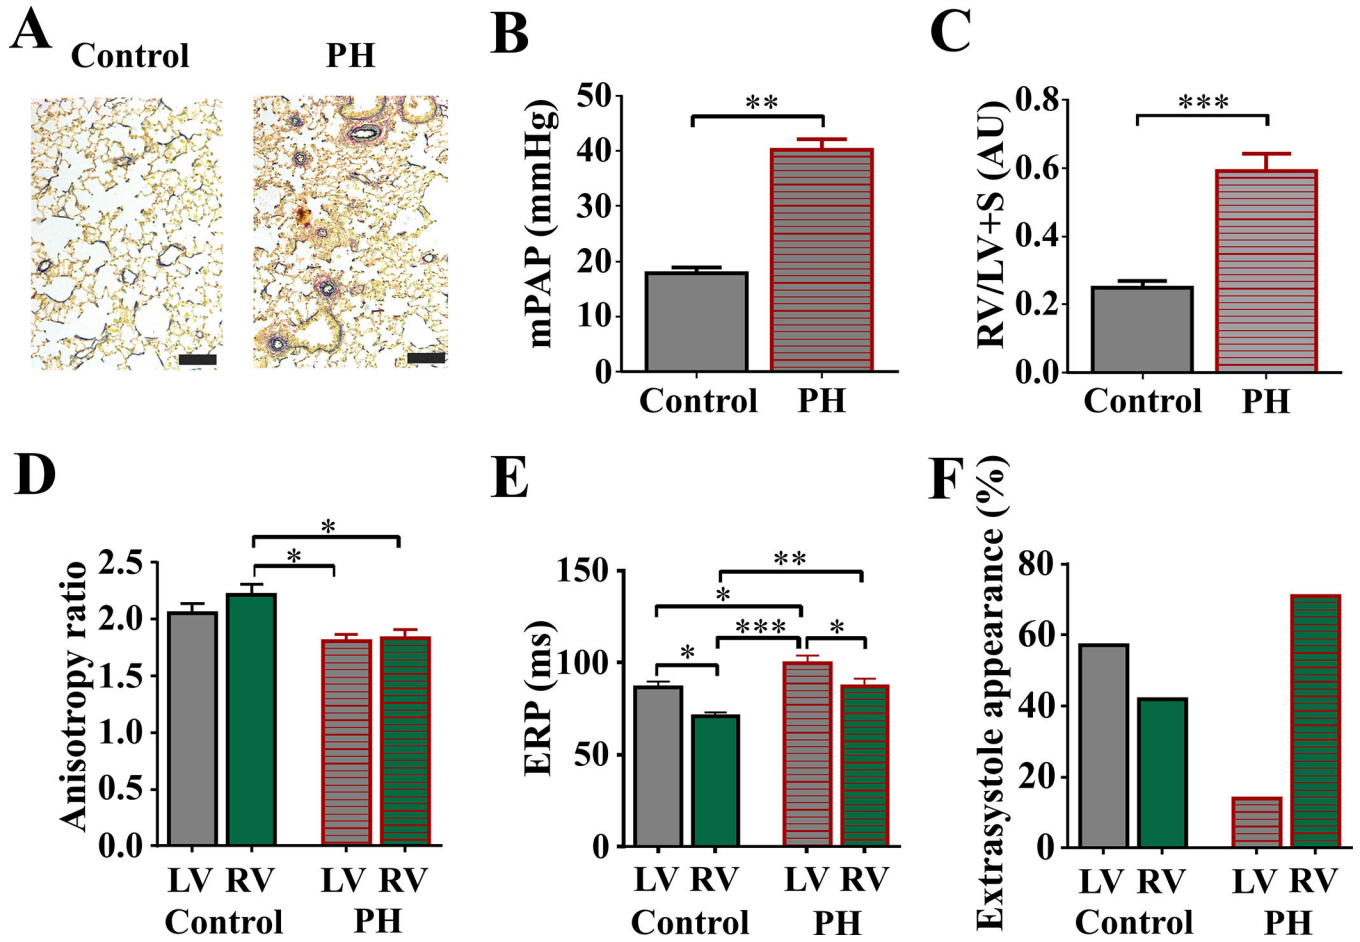 A
Control
PH
B
mPAP (mmHg)
50
40
30
20
10
0
**
Control
PH
C
RV/LV+S (AU)
0.8
0.6
0.4
0.2
0.0
***
Control
PH
D
Anisotropy ratio
2.5
2.0
1.5
1.0
0.5
0.0
*
*
LV
RV
LV
RV
Control
PH
E
ERP (ms)
150
100
50
0
**
*
***
*
*
LV
RV
LV
RV
Control
PH
F
Extrasystole appearance (%)
80
60
40
20
0
LV
RV
LV
RV
Control
PH